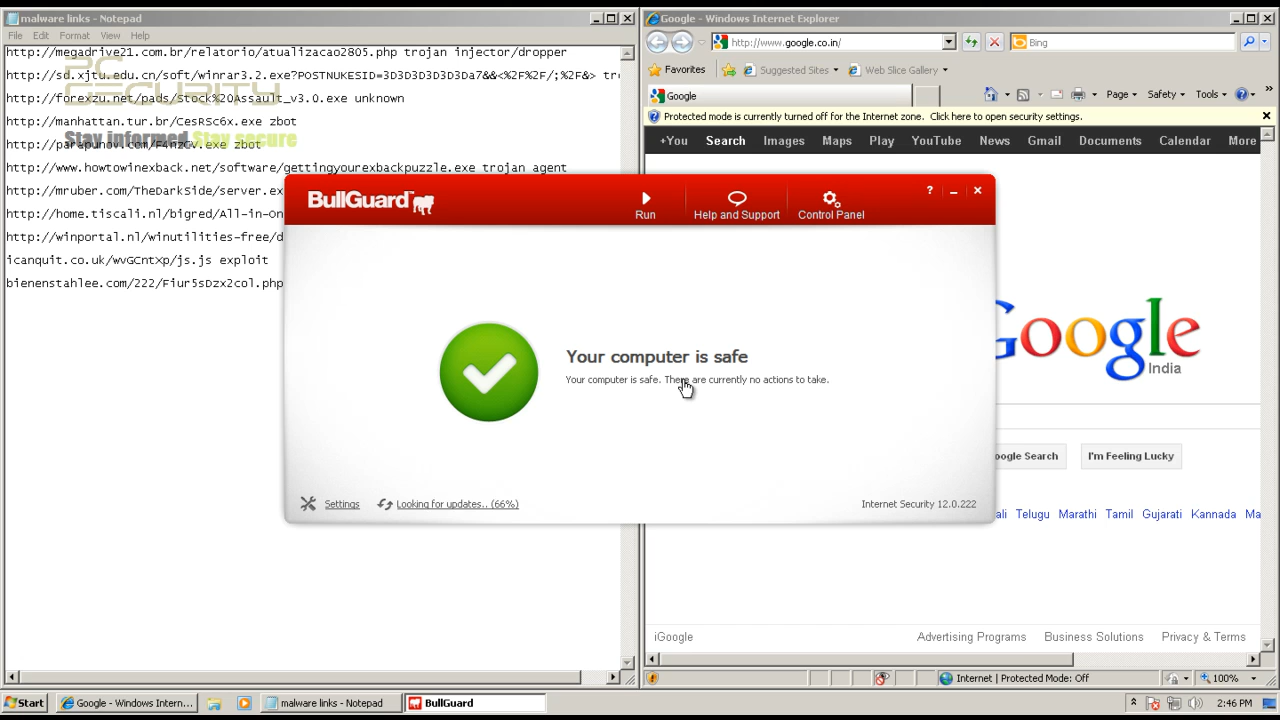 malware links - Notepad
File Edit Format View Help
http://megadrive21.com.br/relatorio/atualizacao2805.php trojan injector/dropper
http://sd.xjtu.edu.cn/soft/winrar3.2.exe?POSTNUKESID=3D3D3D3D3D3Da7&&<%2F%2F/;%2F&> tro
http://forexzu.net/pads/Stock%20Assault_v3.0.exe unknown
http://manhattan.tur.br/CesRSc6x.exe zbot
zbot
http://www.howtowinexback.net/software/gettingyourexbackpuzzle.exe trojan agent
http://mruber.com/TheDarkSide/server.ex
http://home.tiscali.nl/bigred/All-in-On
http://winportal.nl/winutilities-free/d
icanquit.co.uk/wvGCntXp/js.js exploit
bienenstahlee.com/222/Fiur5sDzx2col.php
PC
SECURITY
Stay informed Stay secure
Google - Windows Internet Explorer
http://www.google.co.in/
Bing
Favorites Suggested Sites Web Slice Gallery
Google
Page Safety Tools
Protected mode is currently turned off for the Internet zone. Click here to open security settings.
+You Search Images Maps Play YouTube News Gmail Documents Calendar More
BullGuard
Run Help and Support Control Panel
?
Your computer is safe
Your computer is safe. There are currently no actions to take.
Settings Looking for updates.. (66%) Internet Security 12.0.222
Google
India
oogle Search I'm Feeling Lucky
ali Telugu Marathi Tamil Gujarati Kannada Ma
iGoogle Advertising Programs Business Solutions Privacy & Terms
Internet | Protected Mode: Off 100%
Start Google - Windows Intern... malware links - Notepad BullGuard 2:46 PM